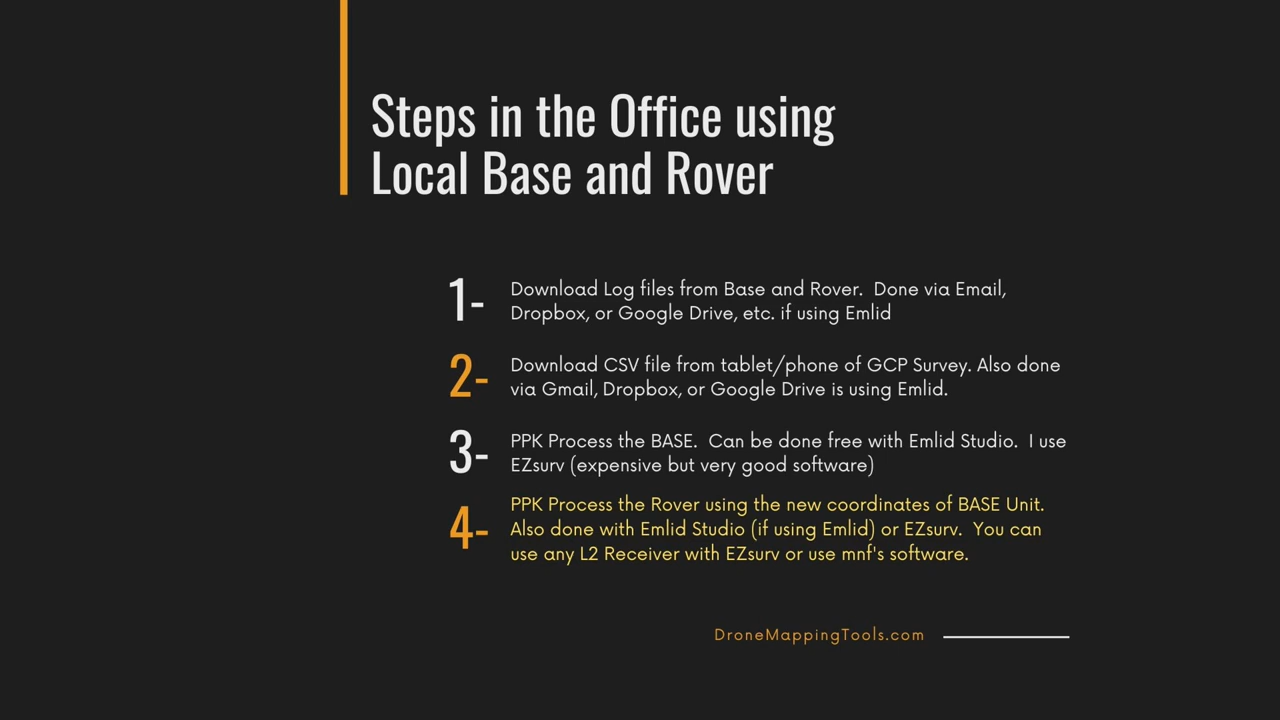 Steps in the Office using
Local Base and Rover
1- Download Log files from Base and Rover.  Done via Email,
Dropbox, or Google Drive, etc. if using Emlid
2- Download CSV file from tablet/phone of GCP Survey. Also done
via Gmail, Dropbox, or Google Drive is using Emlid.
3- PPK Process the BASE.  Can be done free with Emlid Studio.  I use
EZsurv (expensive but very good software)
4- PPK Process the Rover using the new coordinates of BASE Unit.
Also done with Emlid Studio (if using Emlid) or EZsurv.  You can
use any L2 Receiver with EZsurv or use mnf's software.
DroneMappingTools.com